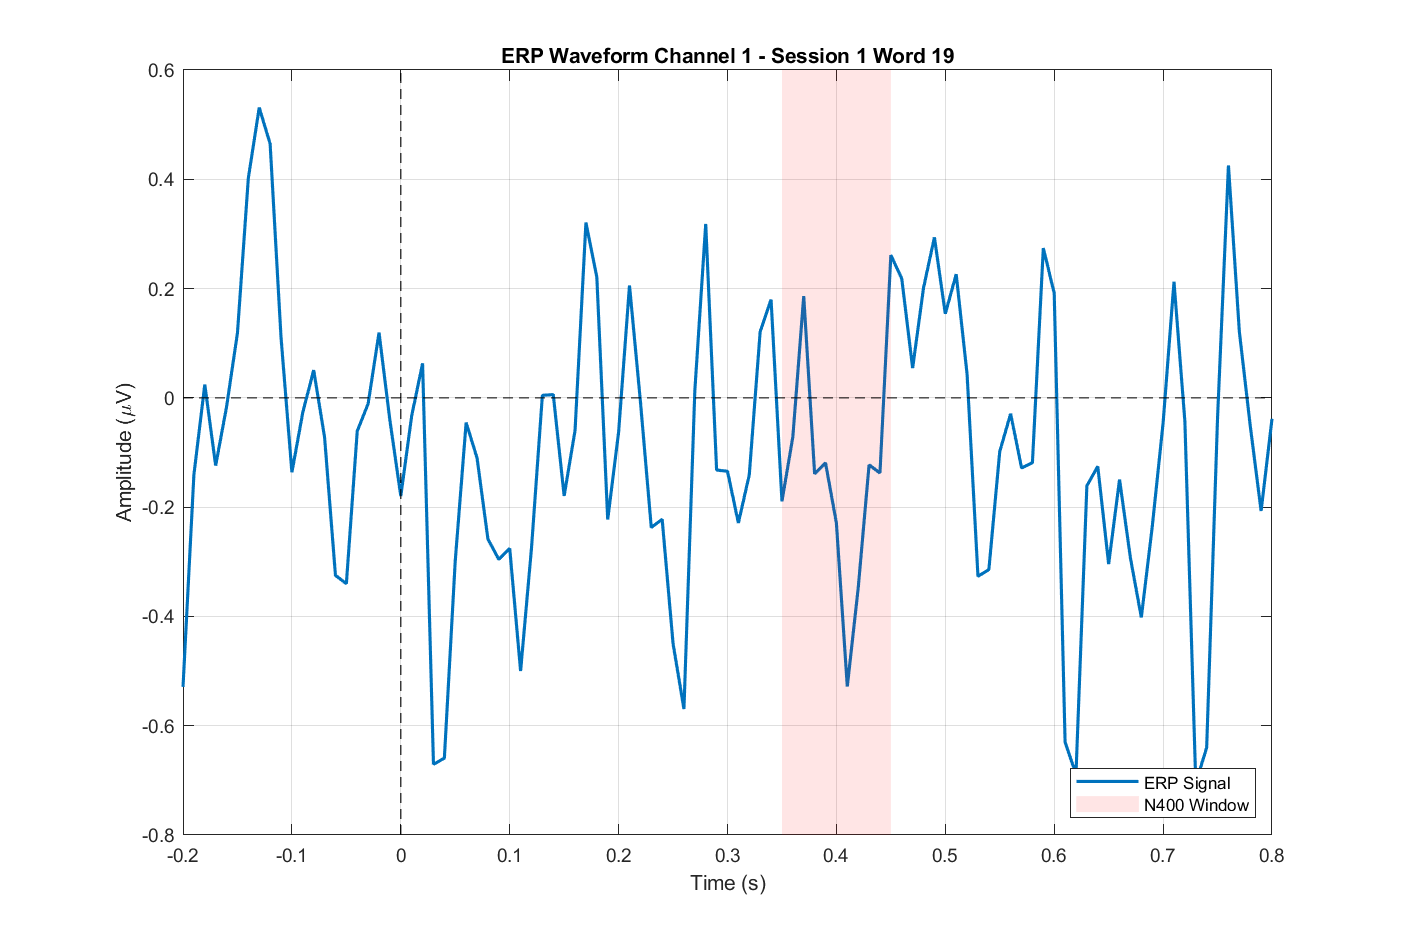 ERP Waveform Channel 1 - Session 1 Word 19
0.6
0.4
0.2
0
-0.2
-0.4
-0.6
-0.8
Amplitude (μV)
-0.2 -0.1 0 0.1 0.2 0.3 0.4 0.5 0.6 0.7 0.8
Time (s)
ERP Signal
N400 Window